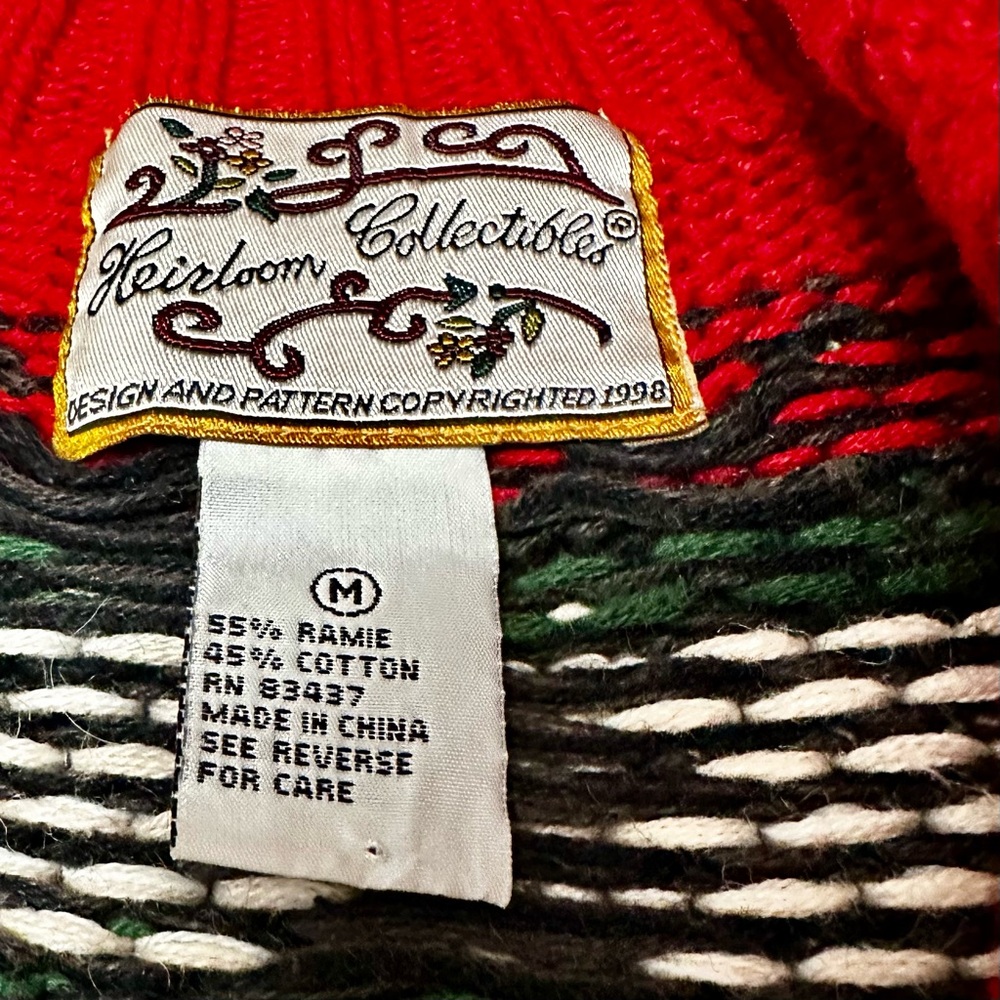 Heirloom Collectibles®
DESIGN AND PATTERN COPYRIGHTED 1998
M
55% RAMIE
45% COTTON
RN 83437
MADE IN CHINA
SEE REVERSE
FOR CARE